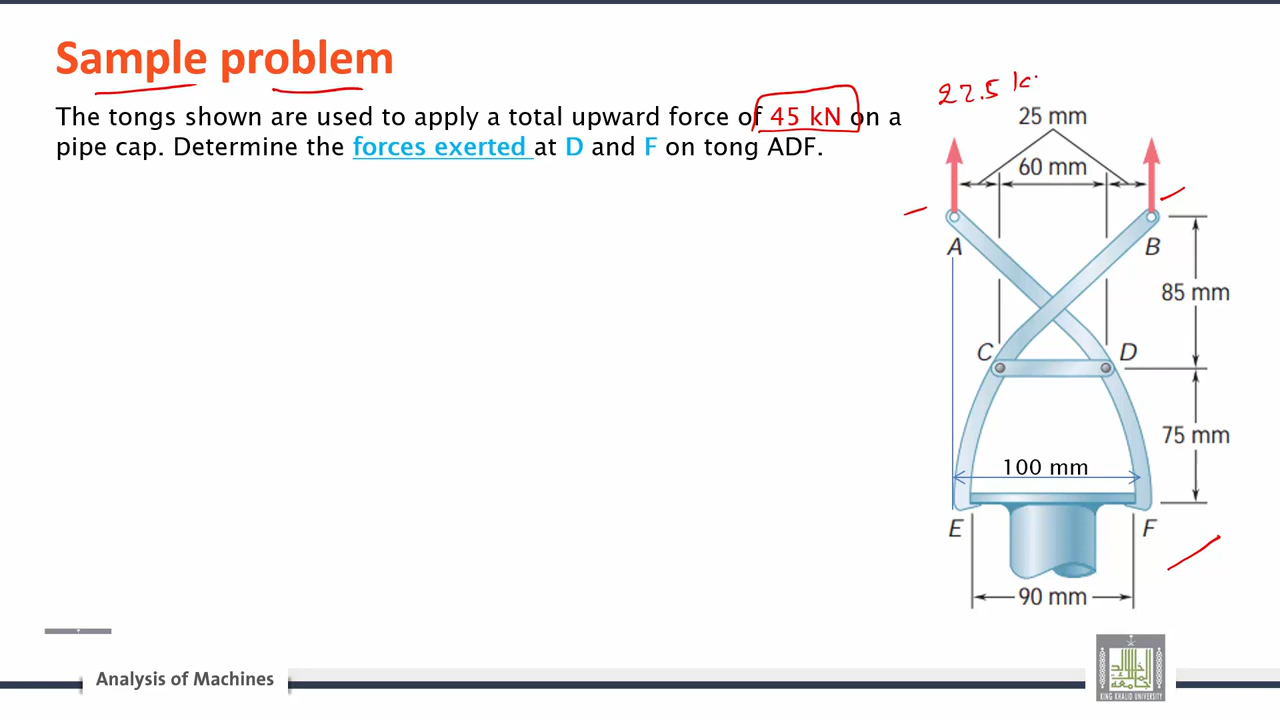 Sample problem
The tongs shown are used to apply a total upward force of 45 kN on a
pipe cap. Determine the forces exerted at D and F on tong ADF.
22.5 k
25 mm
60 mm
A
B
85 mm
C
D
75 mm
100 mm
E
F
90 mm
Analysis of Machines
KING KHALID UNIVERSITY